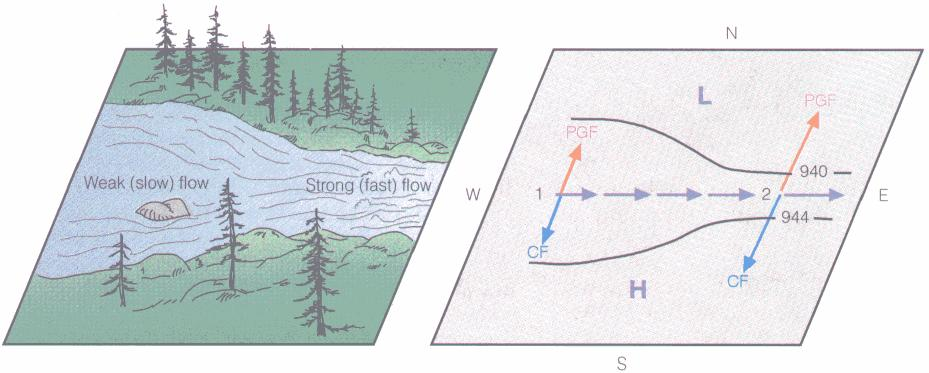 Weak (slow) flow
Strong (fast) flow
N
L
PGF
PGF
940
W
1
2
E
944
CF
CF
H
S